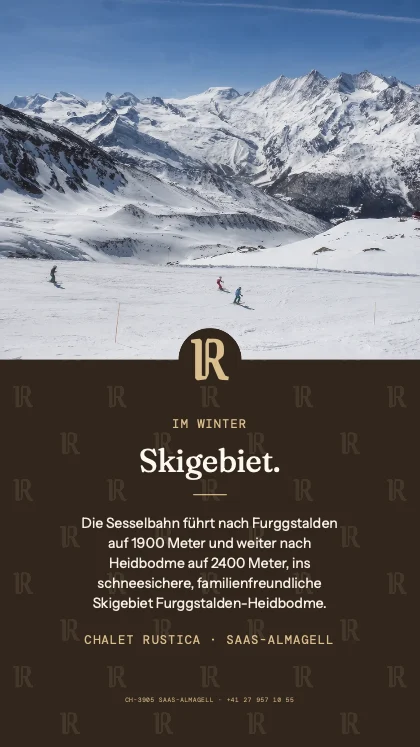 R
IM WINTER
Skigebiet.
Die Sesselbahn führt nach Furggstalden
auf 1900 Meter und weiter nach
Heidbodme auf 2400 Meter, ins
schneesichere, familienfreundliche
Skigebiet Furggstalden-Heidbodme.
CHALET RUSTICA · SAAS-ALMAGELL
CH-3905 SAAS-ALMAGELL · +41 27 957 10 55